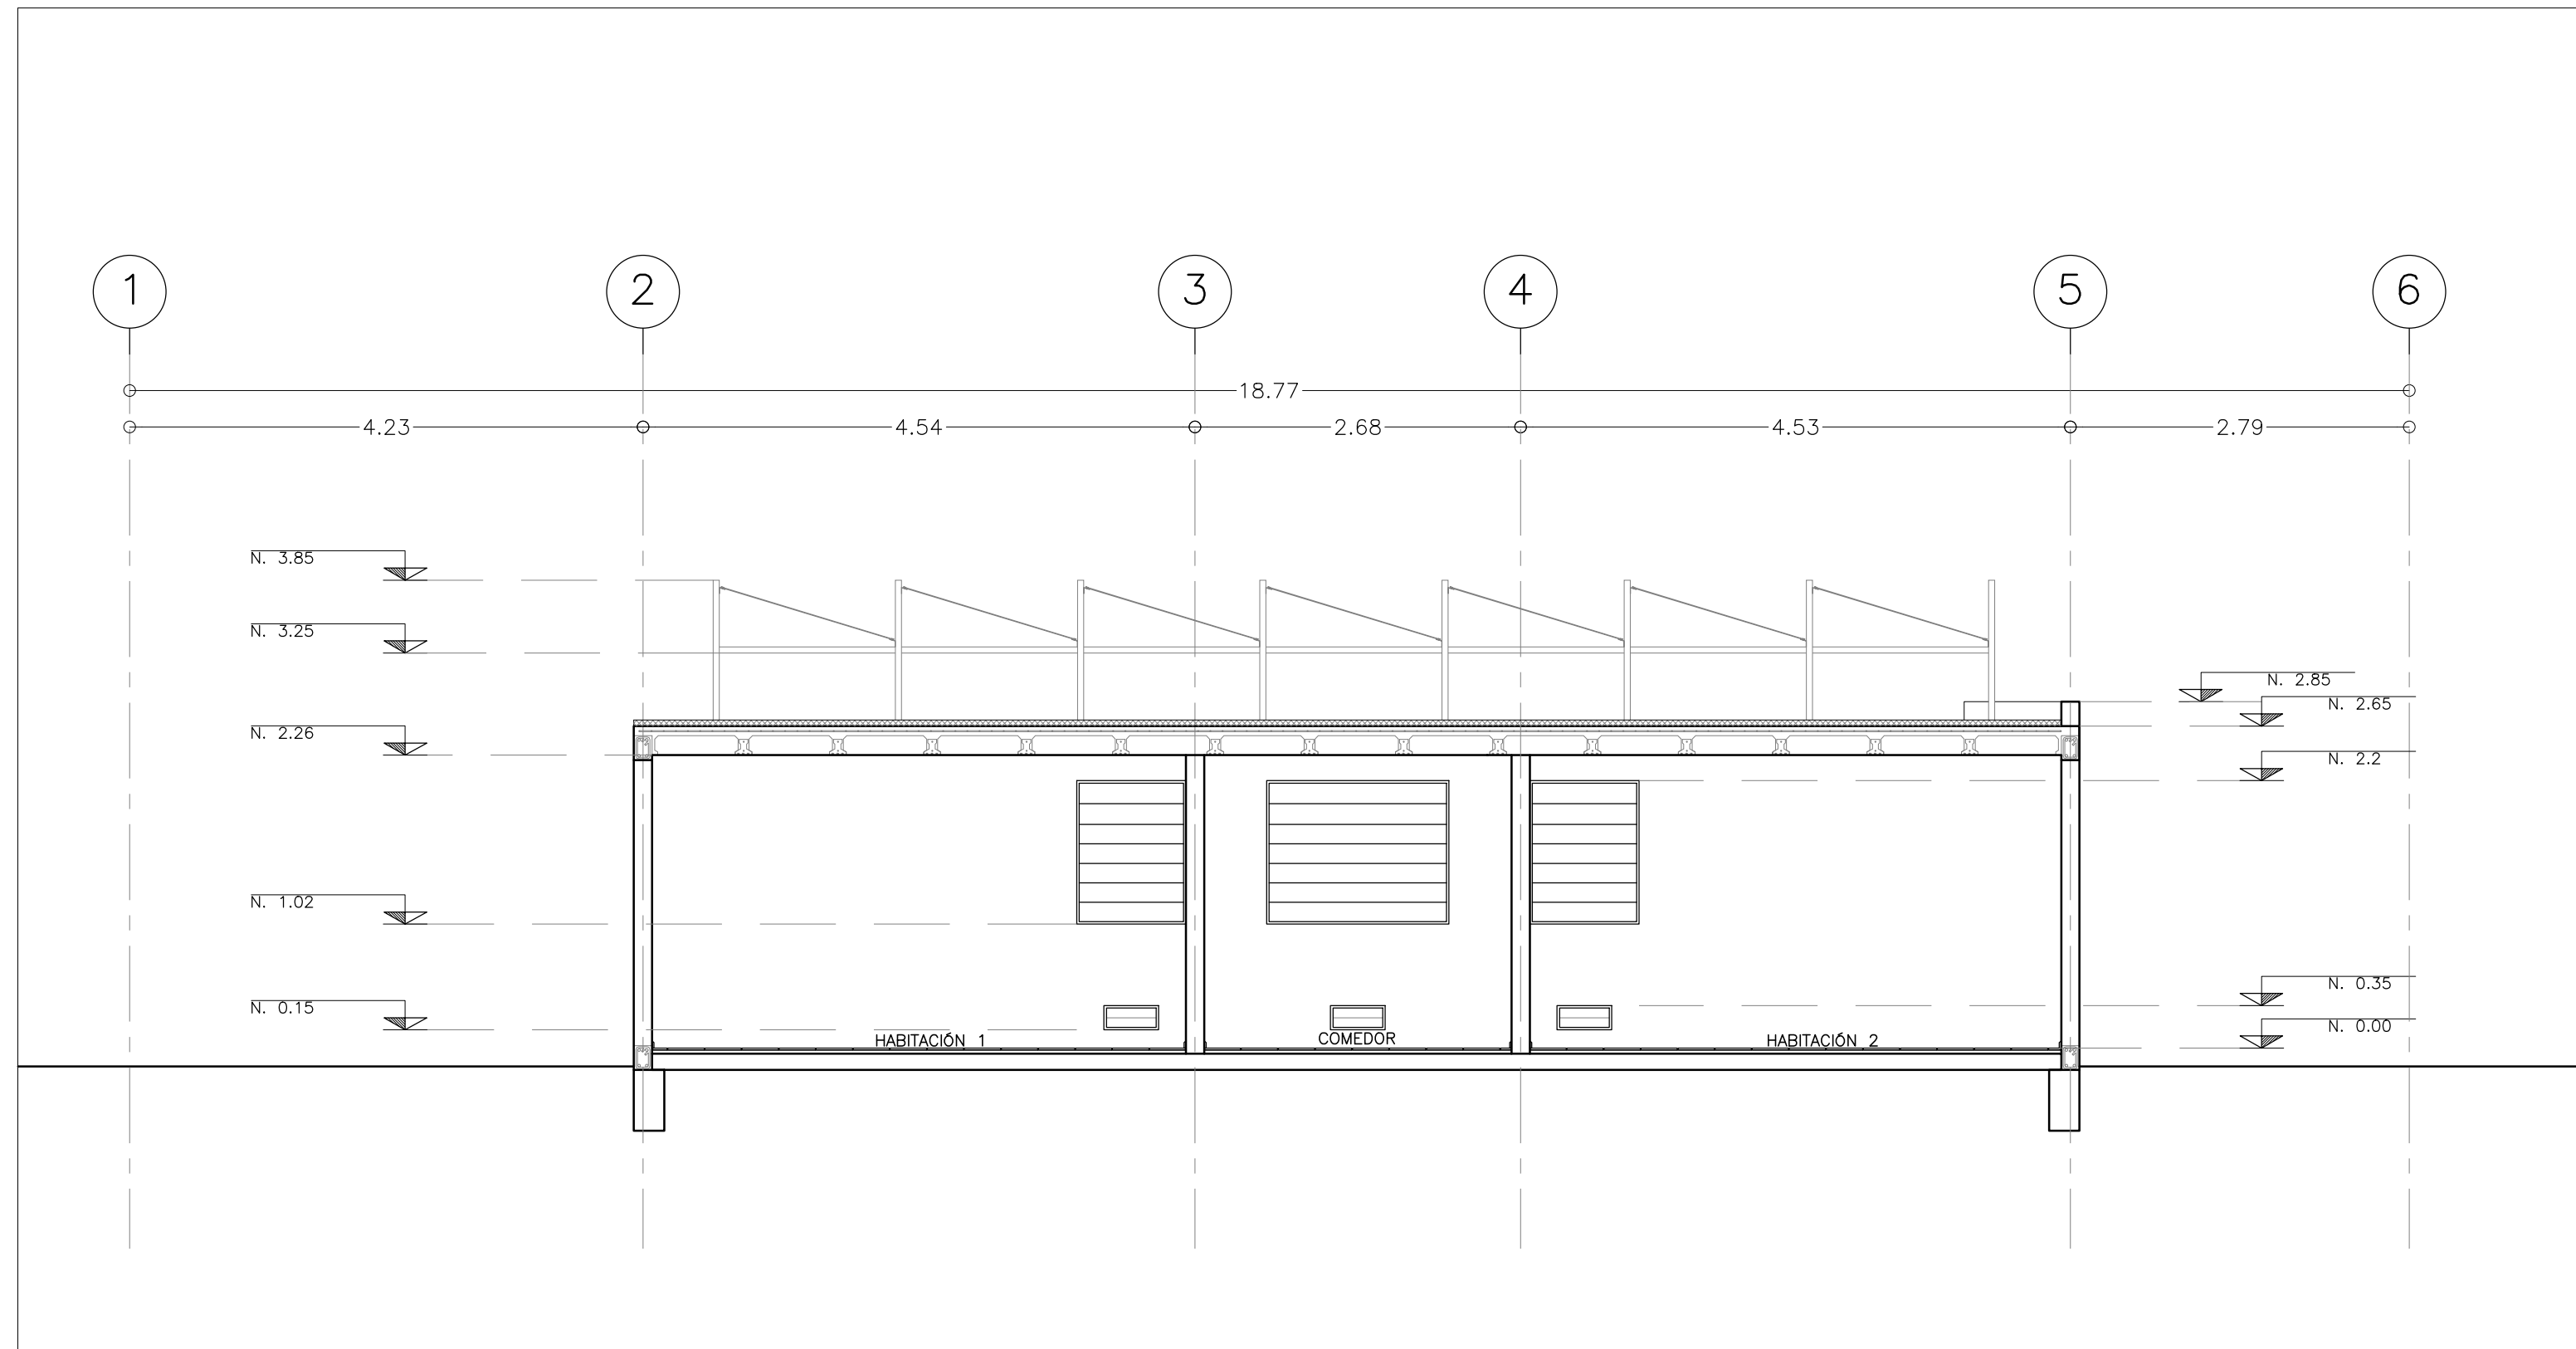 1 2 3 4 5 6
18.77
4.23 4.54 2.68 4.53 2.79
N. 3.85
N. 3.25
N. 2.85
N. 2.65
N. 2.26
N. 2.2
N. 1.02
N. 0.35
N. 0.15
N. 0.00
HABITACIÓN 1
COMEDOR
HABITACIÓN 2